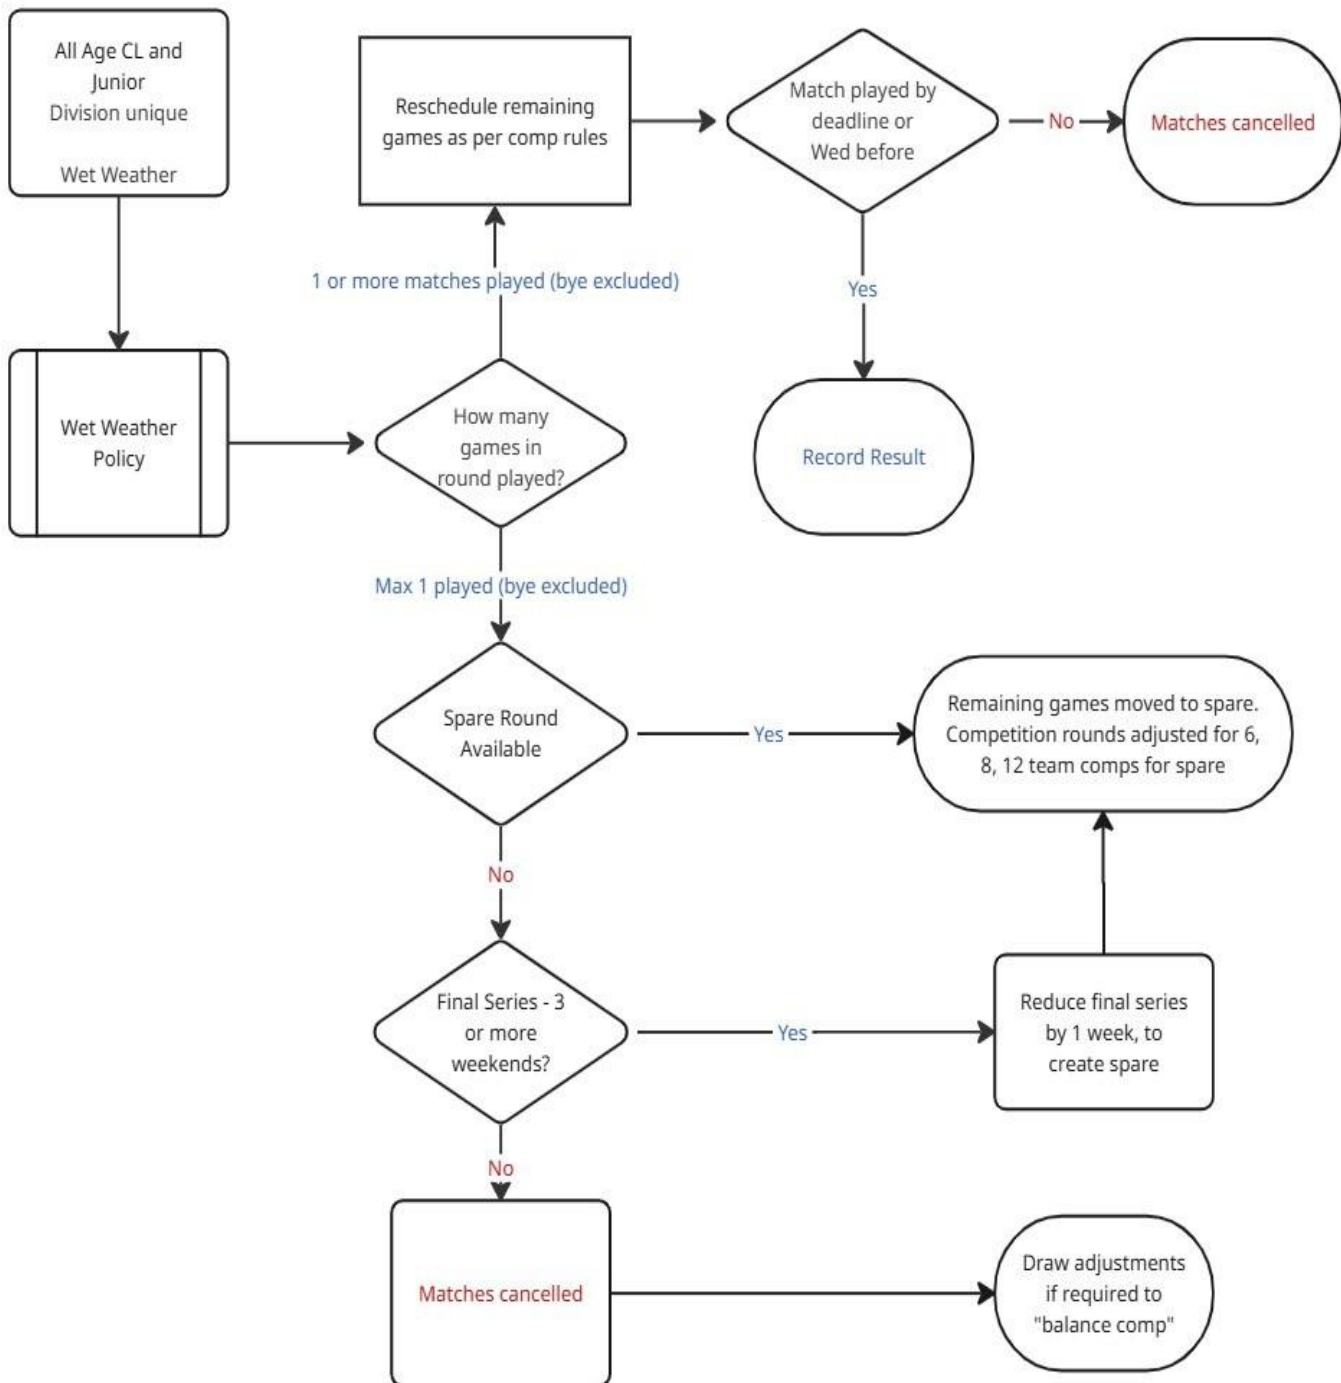 All Age CL and
Junior
Division unique
Wet Weather
Reschedule remaining
games as per comp rules
Match played by
deadline or
Wed before
No
Matches cancelled
1 or more matches played (bye excluded)
Yes
Wet Weather
Policy
How many
games in
round played?
Record Result
Max 1 played (bye excluded)
Spare Round
Available
Yes
Remaining games moved to spare.
Competition rounds adjusted for 6,
8, 12 team comps for spare
No
Final Series - 3
or more
weekends?
Yes
Reduce final series
by 1 week, to
create spare
No
Matches cancelled
Draw adjustments
if required to
"balance comp"